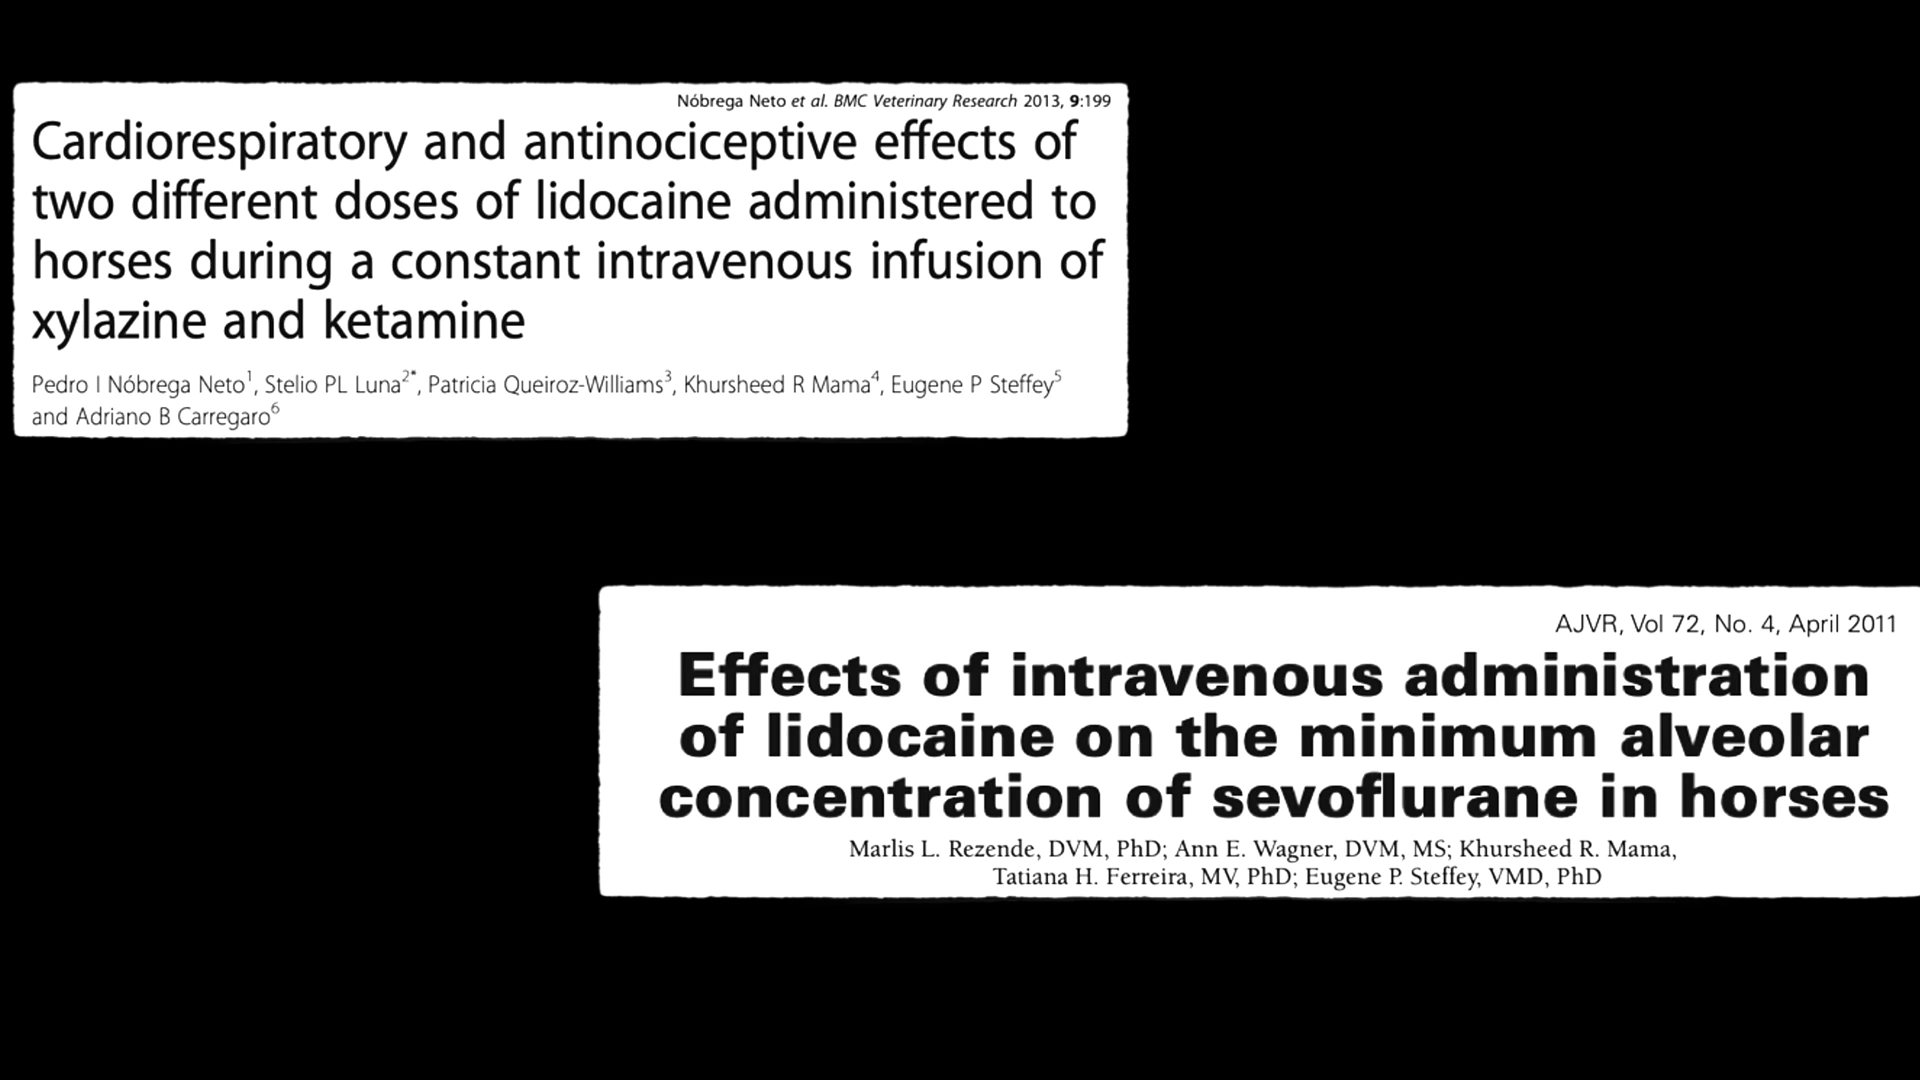 Nóbrega Neto et al. BMC Veterinary Research 2013, 9:199
Cardiorespiratory and antinociceptive effects of
two different doses of lidocaine administered to
horses during a constant intravenous infusion of
xylazine and ketamine
Pedro I Nóbrega Neto1, Stelio PL Luna2*, Patricia Queiroz-Williams3, Khursheed R Mama4, Eugene P Steffey5
and Adriano B Carregaro6
AJVR, Vol 72, No. 4, April 2011
Effects of intravenous administration
of lidocaine on the minimum alveolar
concentration of sevoflurane in horses
Marlis L. Rezende, DVM, PhD; Ann E. Wagner, DVM, MS; Khursheed R. Mama,
Tatiana H. Ferreira, MV, PhD; Eugene P. Steffey, VMD, PhD